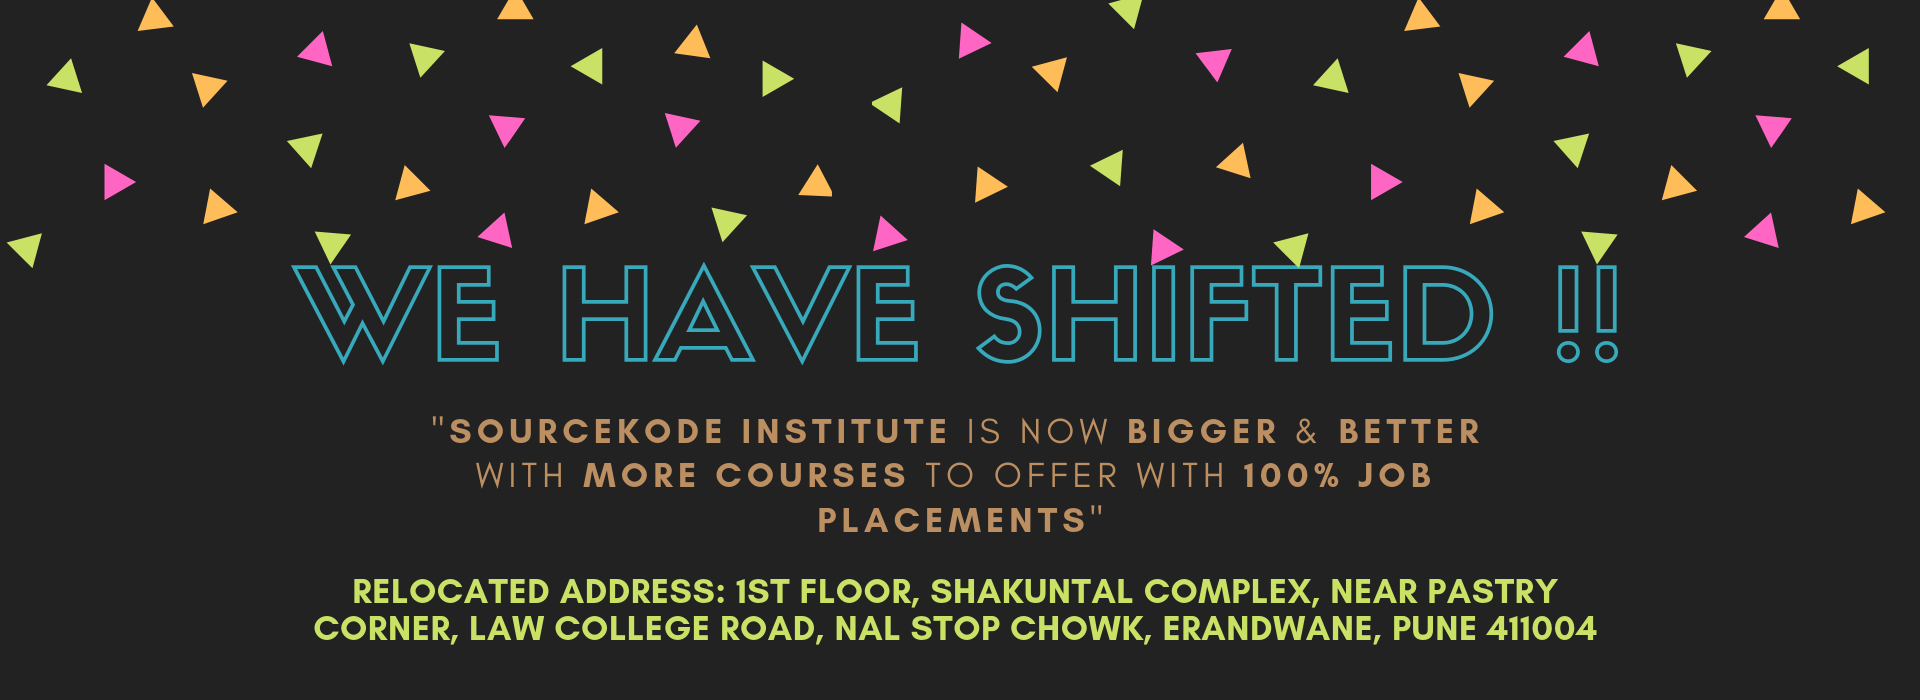 WE HAVE SHIFTED !!
"SOURCEKODE INSTITUTE IS NOW BIGGER & BETTER
WITH MORE COURSES TO OFFER WITH 100% JOB
PLACEMENTS"
RELOCATED ADDRESS: 1ST FLOOR, SHAKUNTAL COMPLEX, NEAR PASTRY
CORNER, LAW COLLEGE ROAD, NAL STOP CHOWK, ERANDWANE, PUNE 411004